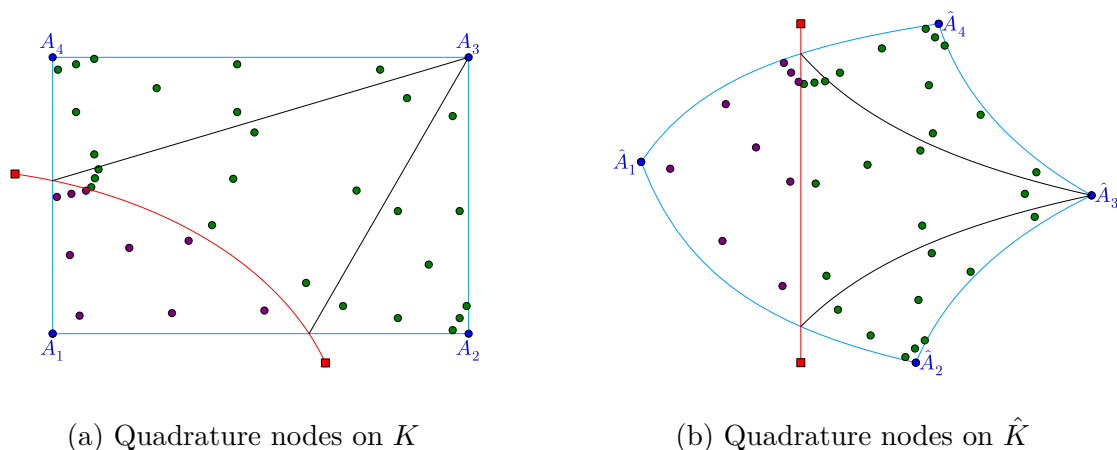 A₄ A₃
A₁ A₂
(a) Quadrature nodes on K
Â₄
Â₁
Â₃
Â₂
(b) Quadrature nodes on K̂